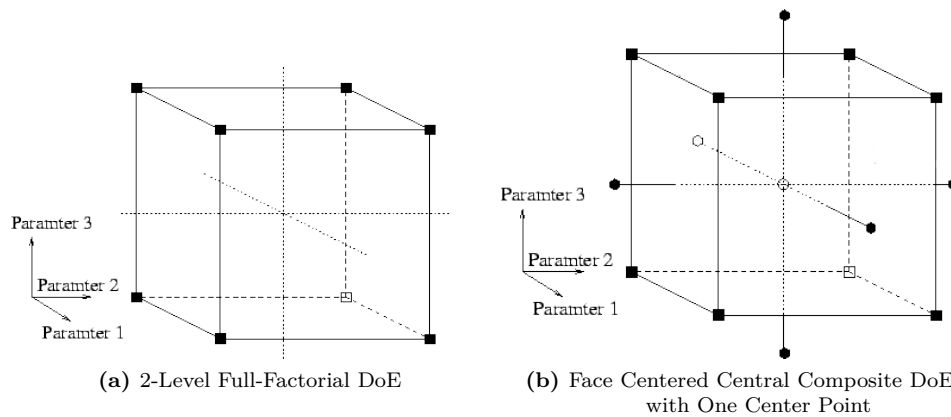 Paramter 3
Paramter 2
Paramter 1
(a) 2-Level Full-Factorial DoE
Paramter 3
Paramter 2
Paramter 1
(b) Face Centered Central Composite DoE
with One Center Point